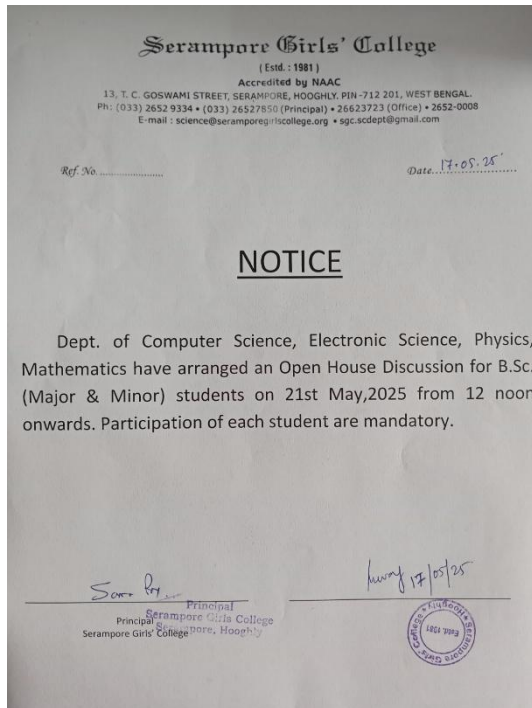 Serampore Girls' College
( Estd. : 1981 )
Accredited by NAAC
13, T. C. GOSWAMI STREET, SERAMPORE, HOOGHLY. PIN-712 201, WEST BENGAL.
Ph: (033) 2652 9334 • (033) 26527850 (Principal) • 26623723 (Office) • 2652-0008
E-mail : science@seramporegirlscollege.org • sgc.scdept@gmail.com
Ref. No. ......................
Date. 17.05.25
NOTICE
Dept. of Computer Science, Electronic Science, Physics,
Mathematics have arranged an Open House Discussion for B.Sc.
(Major & Minor) students on 21st May,2025 from 12 noon
onwards. Participation of each student are mandatory.
17/05/25
Principal
Serampore Girls College
Serampore, Hooghly
Principal
Serampore Girls' College
Serampore Girls' College ★ Hooghly ★
Estd. 1981